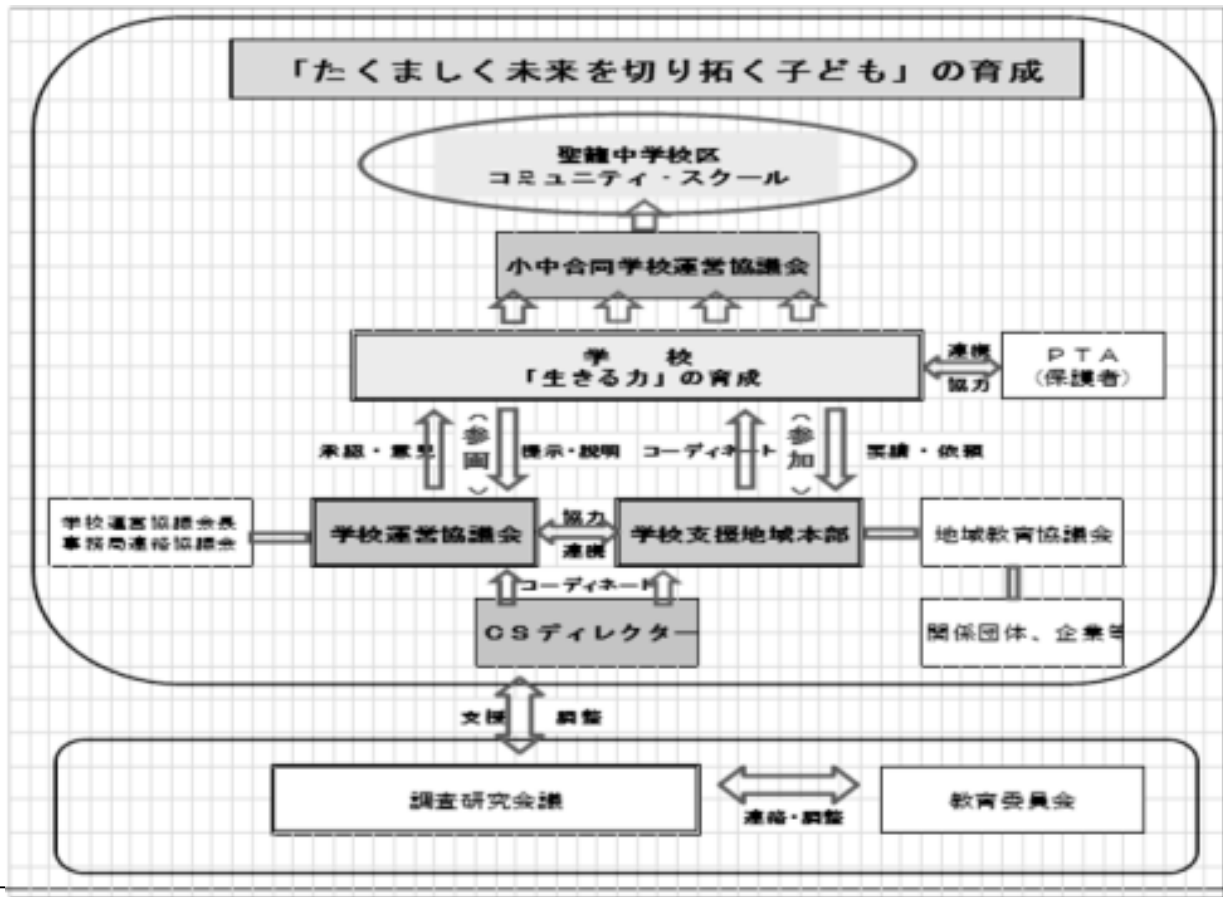 「たくましく未来を切り拓く子ども」の育成
聖籠中学校区
コミュニティ・スクール
小中合同学校運営協議会
学　校
「生きる力」の育成
連携
協力
ＰＴＡ
（保護者）
承認・意見
（参画）
提示・説明
コーディネート
（参加）
要請・依頼
学校運営協議会長
事務局連絡協議会
学校運営協議会
協力
連携
学校支援地域本部
地域教育協議会
コーディネート
ＣＳディレクター
関係団体、企業等
支援
調整
調査研究会議
連絡・調整
教育委員会